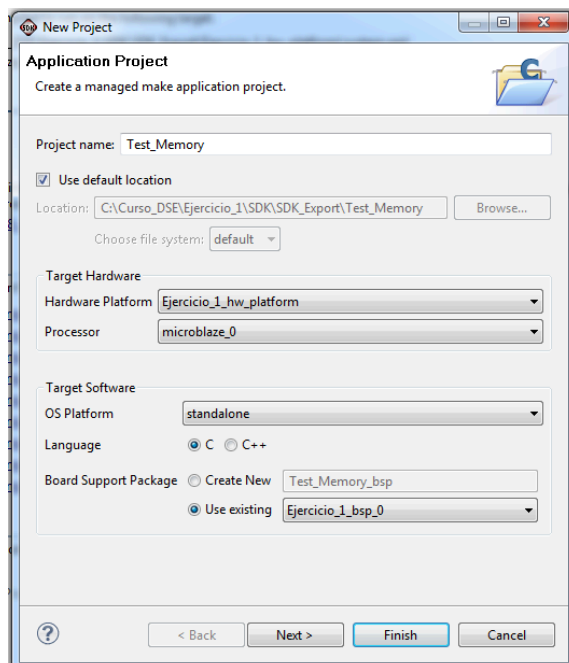 New Project
Application Project
Create a managed make application project.
Project name: Test_Memory
Use default location
Location: C:\Curso_DSE\Ejercicio_1\SDK\SDK_Export\Test_Memory Browse...
Choose file system: default
Target Hardware
Hardware Platform Ejercicio_1_hw_platform
Processor microblaze_0
Target Software
OS Platform standalone
Language C C++
Board Support Package Create New Test_Memory_bsp
Use existing Ejercicio_1_bsp_0
< Back Next > Finish Cancel